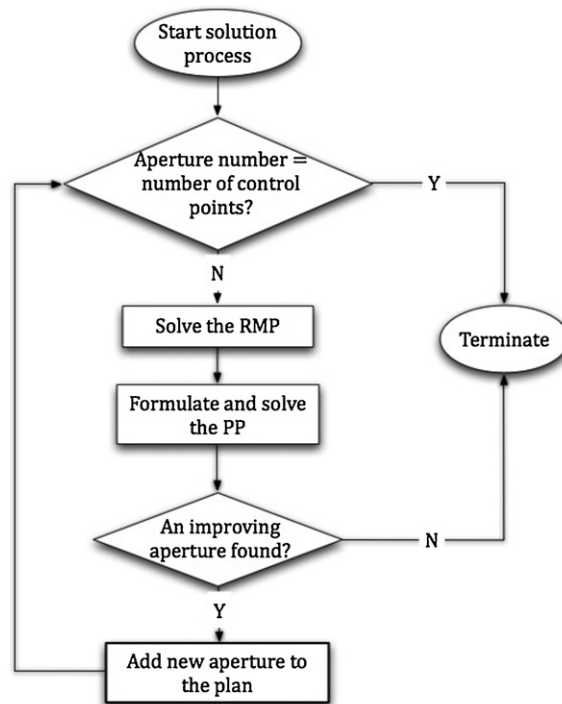 Start solution
process
Aperture number =
number of control
points?
Y
N
Solve the RMP
Terminate
Formulate and solve
the PP
An improving
aperture found?
N
Y
Add new aperture to
the plan